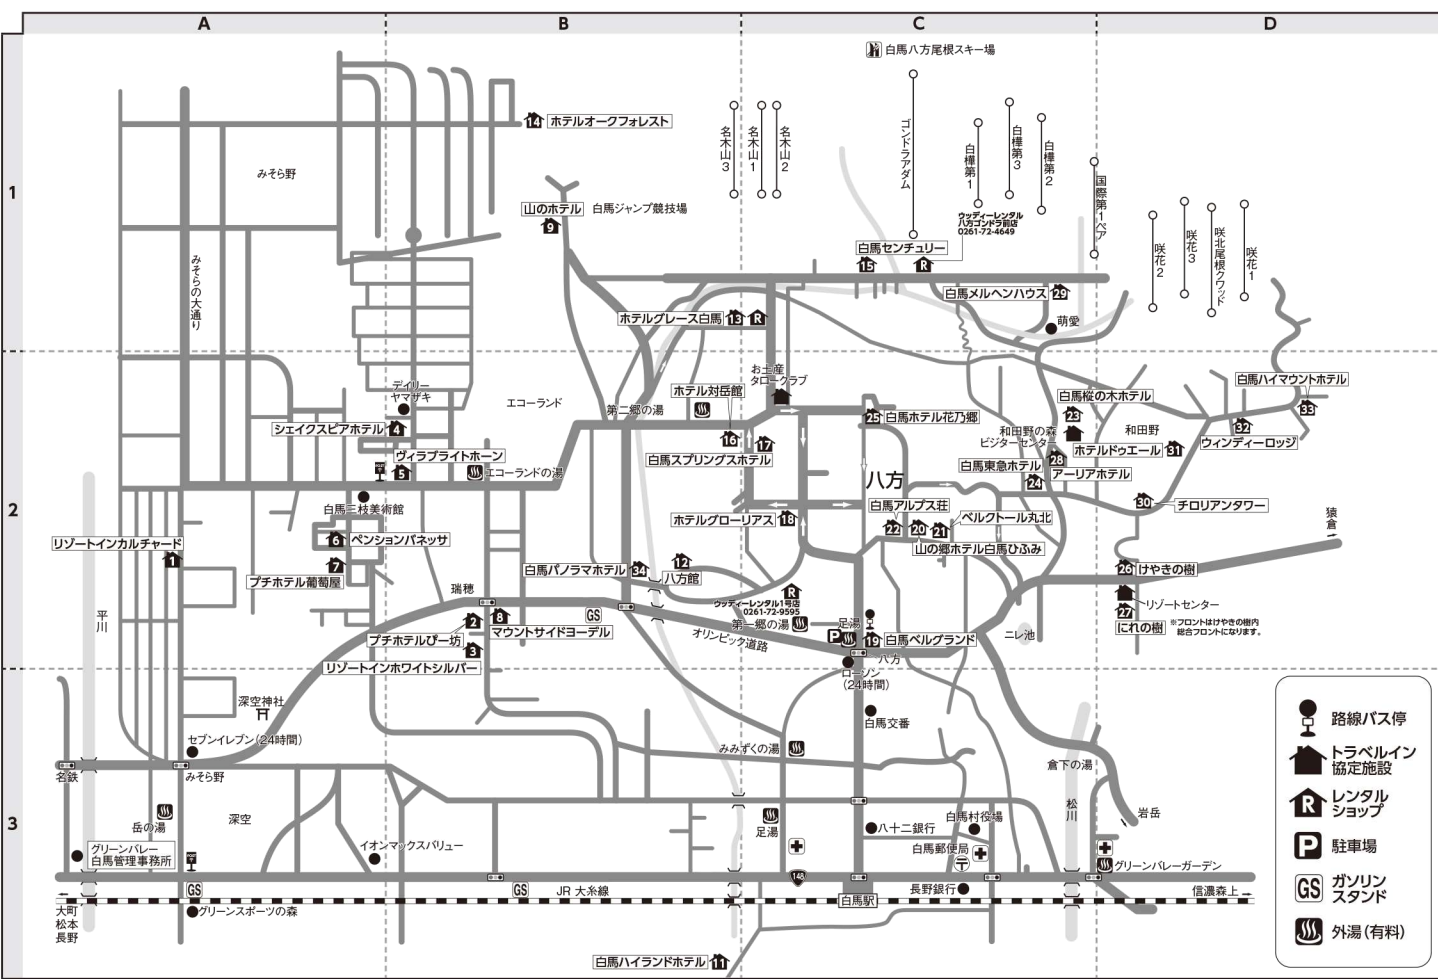 A
B
C
D
1
2
3
白馬八方尾根スキー場
14 ホテルオークフォレスト
みそら野
みそらの大通り
山のホテル
9
白馬ジャンプ競技場
名木山3
名木山1
名木山2
ゴンドラアダム
白樺第1
白樺第3
白樺第2
国際第1ペア
咲花2
咲花3
咲花北尾根クワッド
咲花1
ウッディーレンタル
八方ゴンドラ前店
0261-72-4649
白馬センチュリー
15
R
白馬メルヘンハウス 29
萌愛
ホテルグレース白馬 13 R
お土産
タロークラブ
デイリー
ヤマザキ
エコーランド
第二郷の湯
ホテル対岳館
16
17
白馬スプリングスホテル
25 白馬ホテル花乃郷
白馬樅の木ホテル
23
和田野の森
ビジターセンター
和田野
白馬ハイマウントホテル
33
32
ウィンディーロッジ
ホテルドゥエール 31
28
アーリアホテル
白馬東急ホテル
24
30 チロリアンタワー
シェイクスピアホテル 4
ヴィラブライトホーン
5
エコーランドの湯
八方
白馬三枝美術館
6 ペンションパネッサ
7
プチホテル葡萄屋
リゾートインカルチャード
1
ホテルグローリアス 18
白馬アルプス荘
22
20
21
ベルクトール丸北
山の郷ホテル白馬ひふみ
猿倉
白馬パノラマホテル 34
12
八方館
26 けやきの樹
リゾートセンター
27
にれの樹
※フロントはけやきの樹内
総合フロントになります。
瑞穂
平川
2
プチホテルぴー坊
8
マウントサイドヨーデル
3
リゾートインホワイトシルバー
GS
オリンピック道路
R
ウッディーレンタル1号店
0261-72-9595
第一郷の湯
足湯
P
19 白馬ベルグランド
八方
ニレ池
ローソン
(24時間)
白馬交番
深空神社
セブンイレブン(24時間)
名鉄
みそら野
みみずくの湯
倉下の湯
松川
岩岳
岳の湯
深空
グリーンバレー
白馬管理事務所
イオンマックスバリュー
足湯
八十二銀行
白馬村役場
白馬郵便局
長野銀行
グリーンバレーガーデン
148
GS
GS
JR 大糸線
白馬駅
信濃森上
大町
松本
長野
グリーンスポーツの森
白馬ハイランドホテル 11
路線バス停
トラベルイン
協定施設
R レンタル
ショップ
P 駐車場
GS ガソリン
スタンド
外湯(有料)